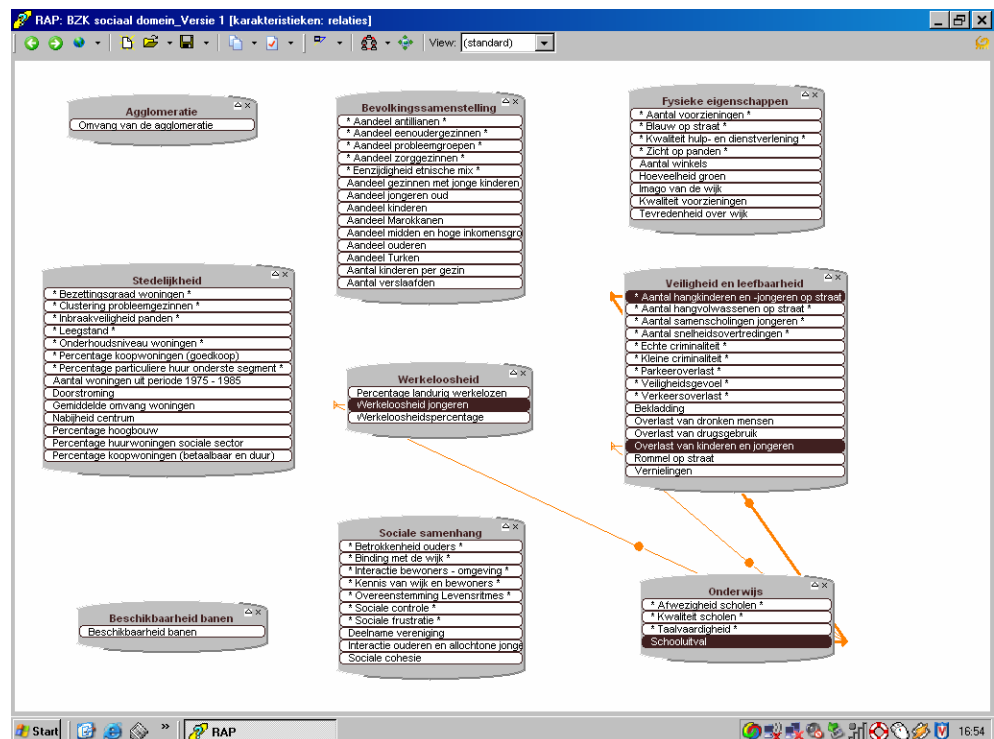 RAP: BZK sociaal domein_Versie 1 [karakteristieken: relaties]
View: (standard)
Agglomeratie
Omvang van de agglomeratie
Bevolkingssamenstelling
* Aandeel antillianen *
* Aandeel eenoudergezinnen *
* Aandeel probleemgroepen *
* Aandeel zorggezinnen *
* Eenzijdigheid etnische mix *
Aandeel gezinnen met jonge kinderen
Aandeel jongeren oud
Aandeel kinderen
Aandeel Marokkanen
Aandeel midden en hoge inkomensgro
Aandeel ouderen
Aandeel Turken
Aantal kinderen per gezin
Aantal verslaafden
Fysieke eigenschappen
* Aantal voorzieningen *
* Blauw op straat *
* Kwaliteit hulp- en dienstverlening *
* Zicht op panden *
Aantal winkels
Hoeveelheid groen
Imago van de wijk
Kwaliteit voorzieningen
Tevredenheid over wijk
Stedelijkheid
* Bezettingsgraad woningen *
* Clustering probleemgezinnen *
* Inbraakveiligheid panden *
* Leegstand *
* Onderhoudsniveau woningen *
* Percentage koopwoningen (goedkoop)
* Percentage particuliere huur onderste segment *
Aantal woningen uit periode 1975 - 1985
Doorstroming
Gemiddelde omvang woningen
Nabijheid centrum
Percentage hoogbouw
Percentage huurwoningen sociale sector
Percentage koopwoningen (betaalbaar en duur)
Werkeloosheid
Percentage landurig werkelozen
Werkeloosheid jongeren
Werkeloosheidspercentage
Veiligheid en leefbaarheid
* Aantal hangkinderen en -jongeren op straat
* Aantal hangvolwassenen op straat *
* Aantal samenscholingen jongeren *
* Aantal snelheidsovertredingen *
* Echte criminaliteit *
* Kleine criminaliteit *
* Parkeeroverlast *
* Veiligheidsgevoel *
* Verkeersoverlast *
Bekladding
Overlast van dronken mensen
Overlast van drugsgebruik
Overlast van kinderen en jongeren
Rommel op straat
Vernielingen
Sociale samenhang
* Betrokkenheid ouders *
* Binding met de wijk *
* Interactie bewoners - omgeving *
* Kennis van wijk en bewoners *
* Overeenstemming Levensritmes *
* Sociale controle *
* Sociale frustratie *
Deelname vereniging
Interactie ouderen en allochtone jonge
Sociale cohesie
Beschikbaarheid banen
Beschikbaarheid banen
Onderwijs
* Afwezigheid scholen *
* Kwaliteit scholen *
* Taalvaardigheid *
Schooluitval
Start
RAP
16:54